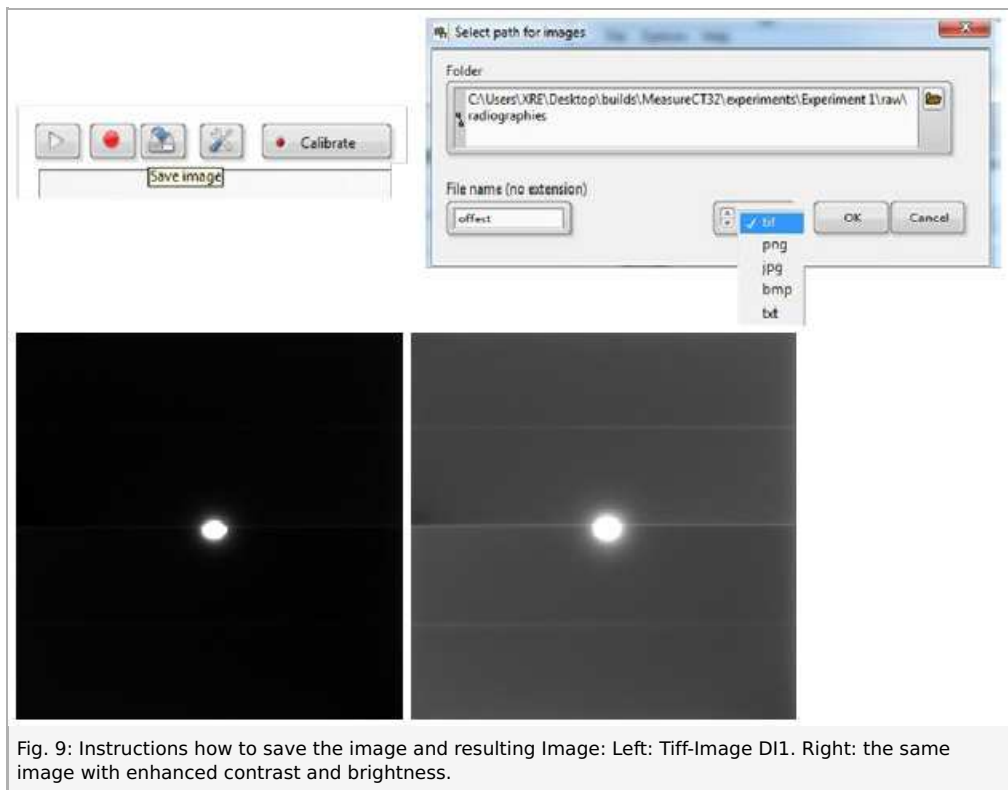 Select path for images
Folder
C:\Users\XRE\Desktop\builds\MeasureCT32\experiments\Experiment 1\raw\
radiographies
Calibrate
Save image
File name (no extension)
offest
tif
OK
Cancel
png
jpg
bmp
txt
Fig. 9: Instructions how to save the image and resulting Image: Left: Tiff-Image DI1. Right: the same
image with enhanced contrast and brightness.